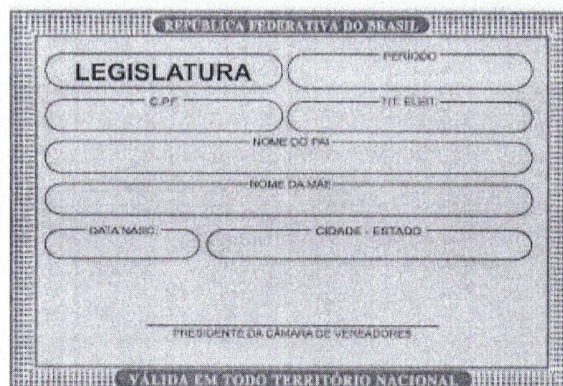 REPÚBLICA FEDERATIVA DO BRASIL
LEGISLATURA PERÍODO
C.P.F. TIT. ELEIT.
NOME DO PAI
NOME DA MÃE
DATA NASC. CIDADE - ESTADO
PRESIDENTE DA CÂMARA DE VEREADORES
VÁLIDA EM TODO TERRITÓRIO NACIONAL